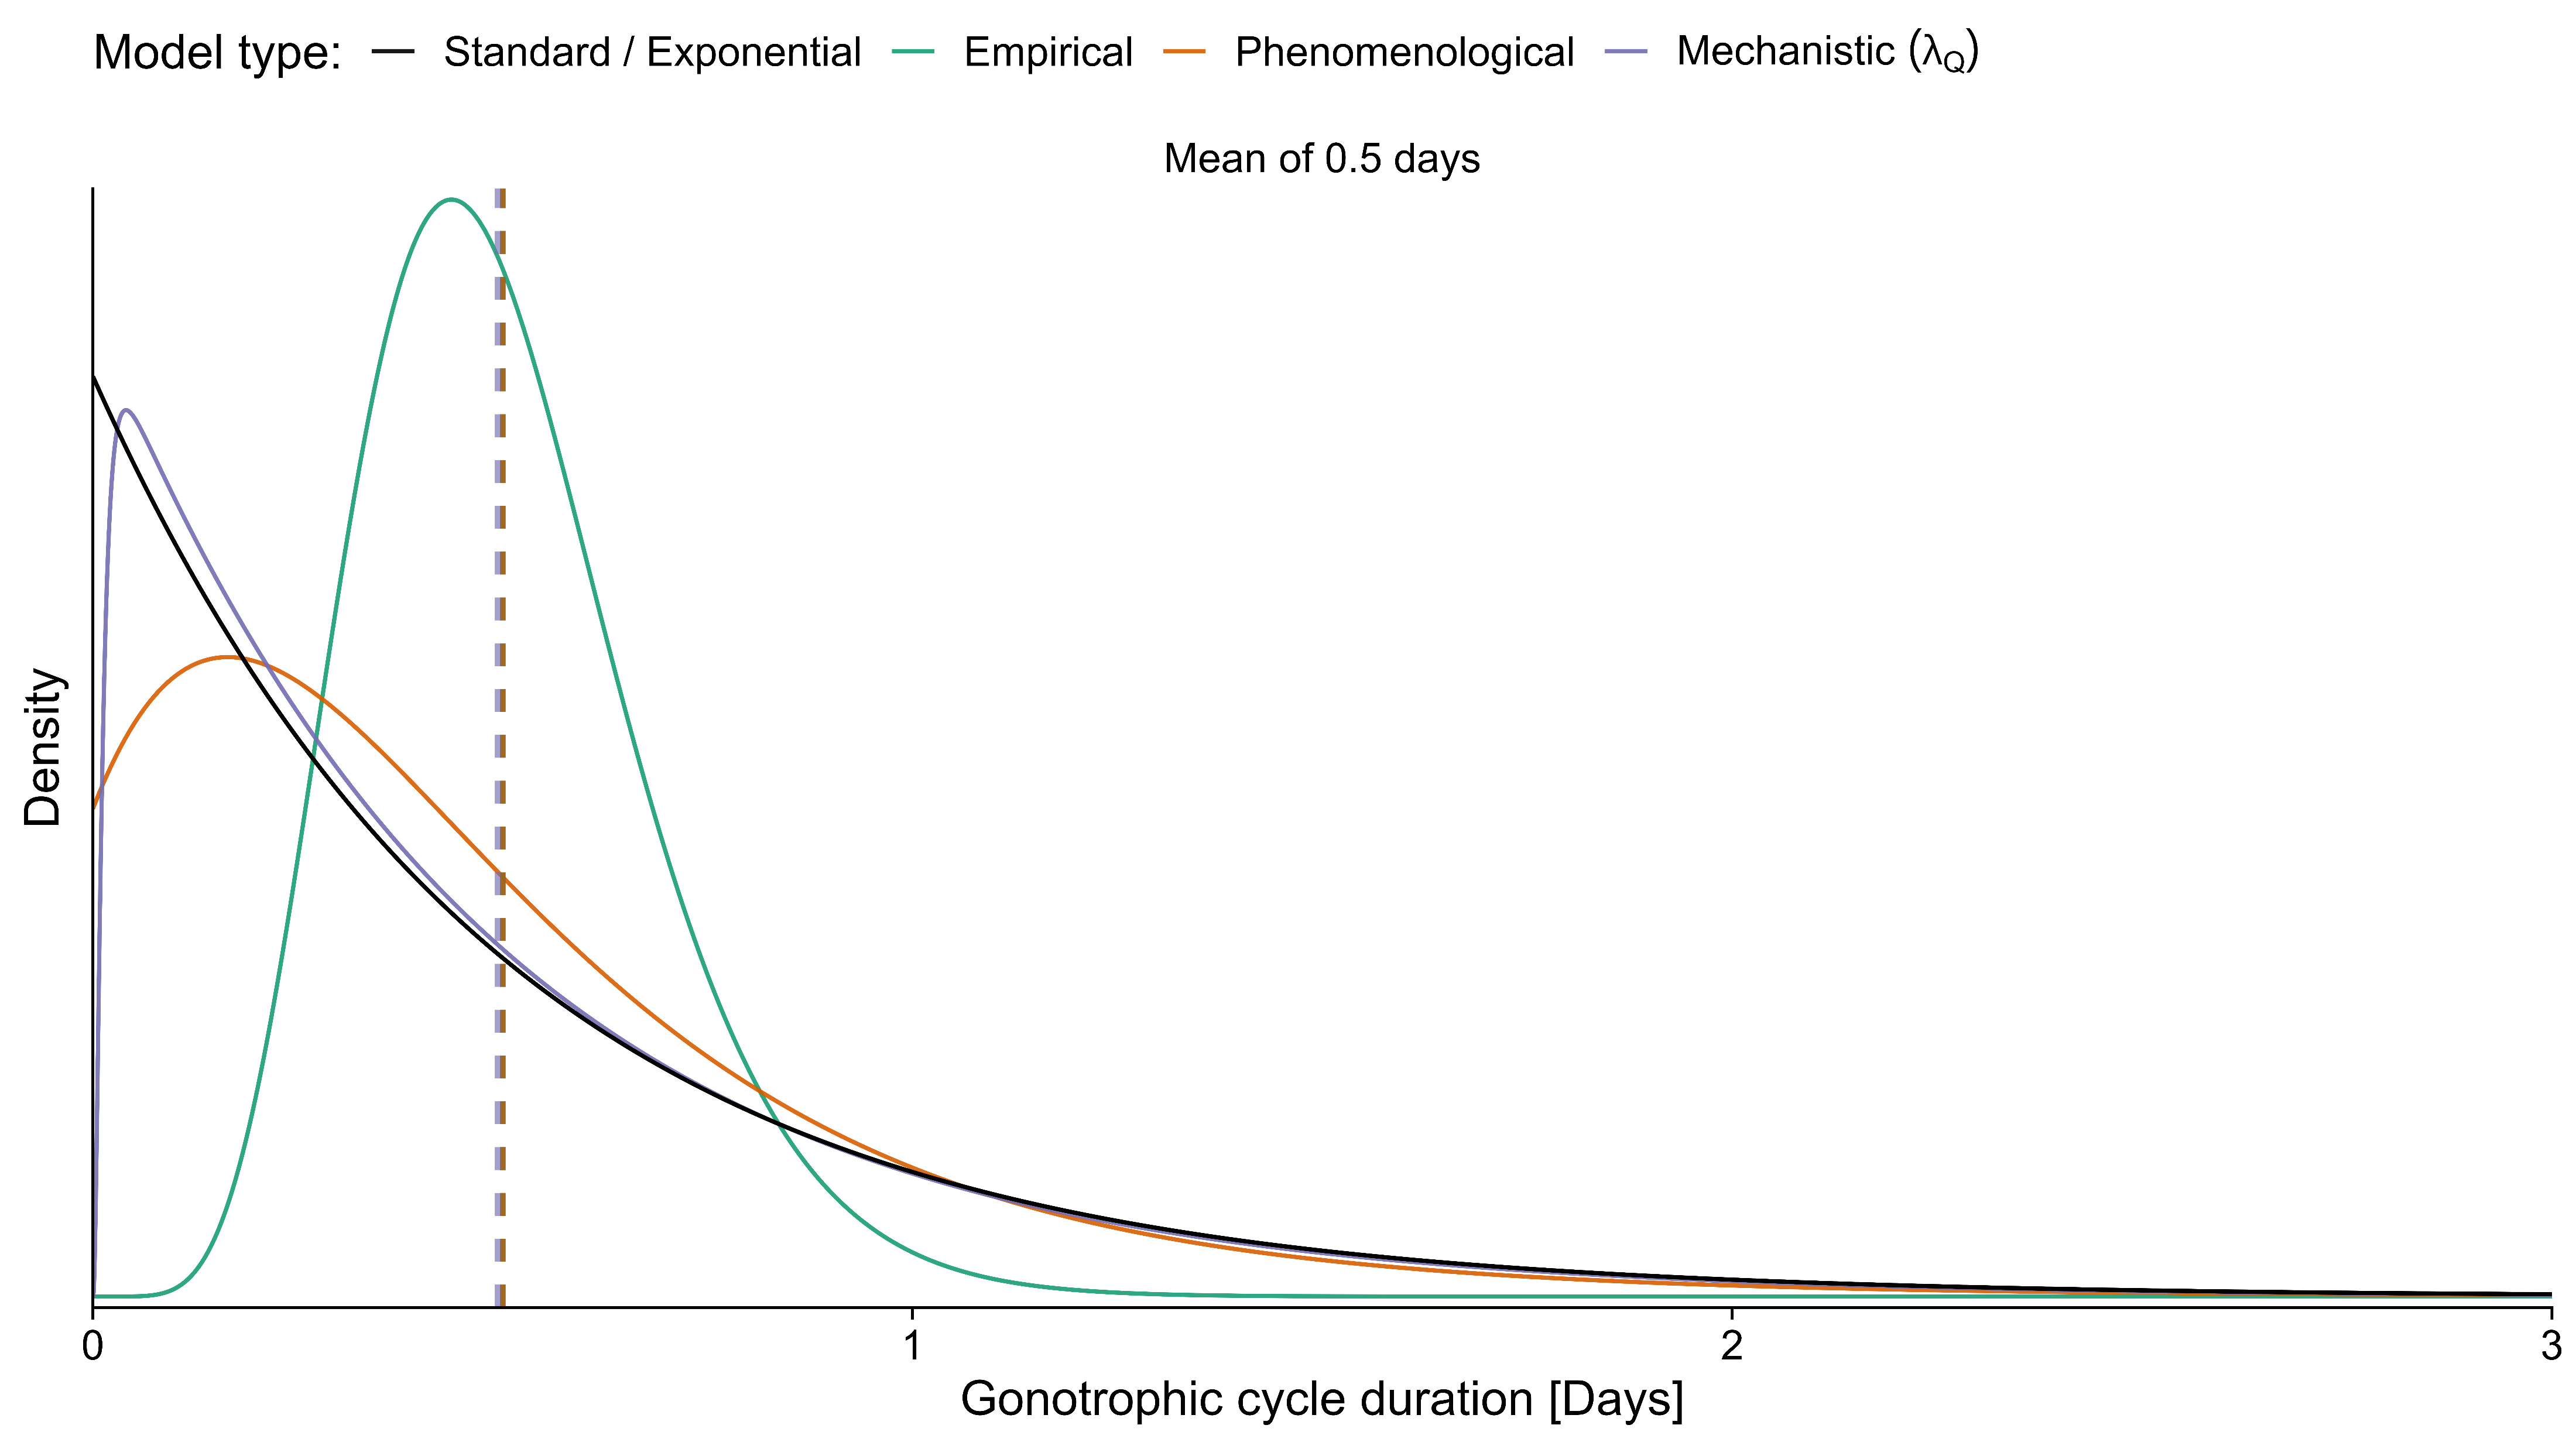 Model type: Standard / Exponential Empirical Phenomenological Mechanistic (λQ)
Mean of 0.5 days
Density
0 1 2 3
Gonotrophic cycle duration [Days]